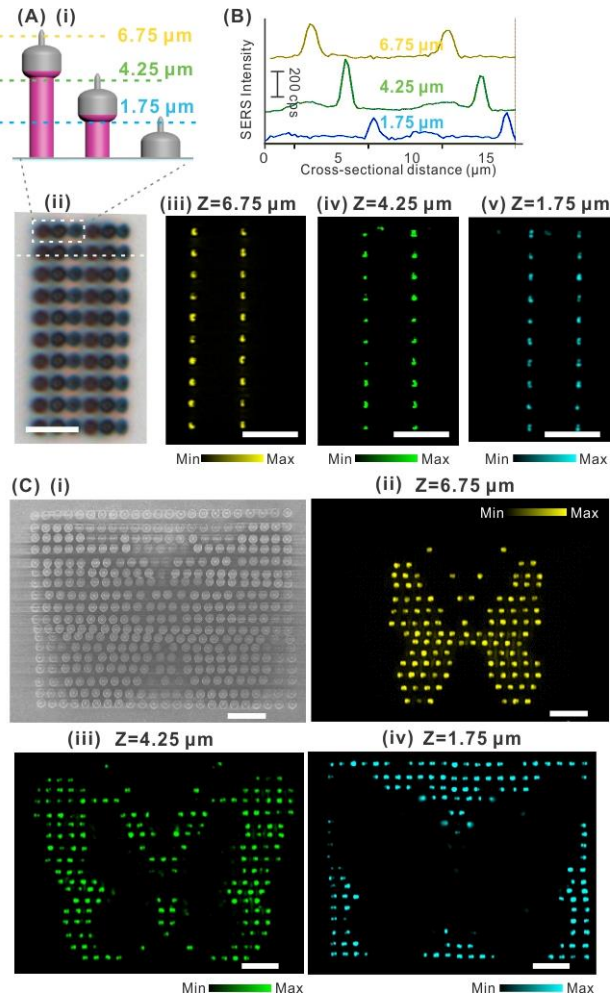 (A) (i)
6.75 μm
4.25 μm
1.75 μm
(B)
SERS Intensity
200 cps
6.75 μm
4.25 μm
1.75 μm
0 5 10 15
Cross-sectional distance (μm)
(ii)
(iii) Z=6.75 μm
(iv) Z=4.25 μm
(v) Z=1.75 μm
Min Max
Min Max
Min Max
(C) (i)
(ii) Z=6.75 μm
Min Max
(iii) Z=4.25 μm
(iv) Z=1.75 μm
Min Max
Min Max